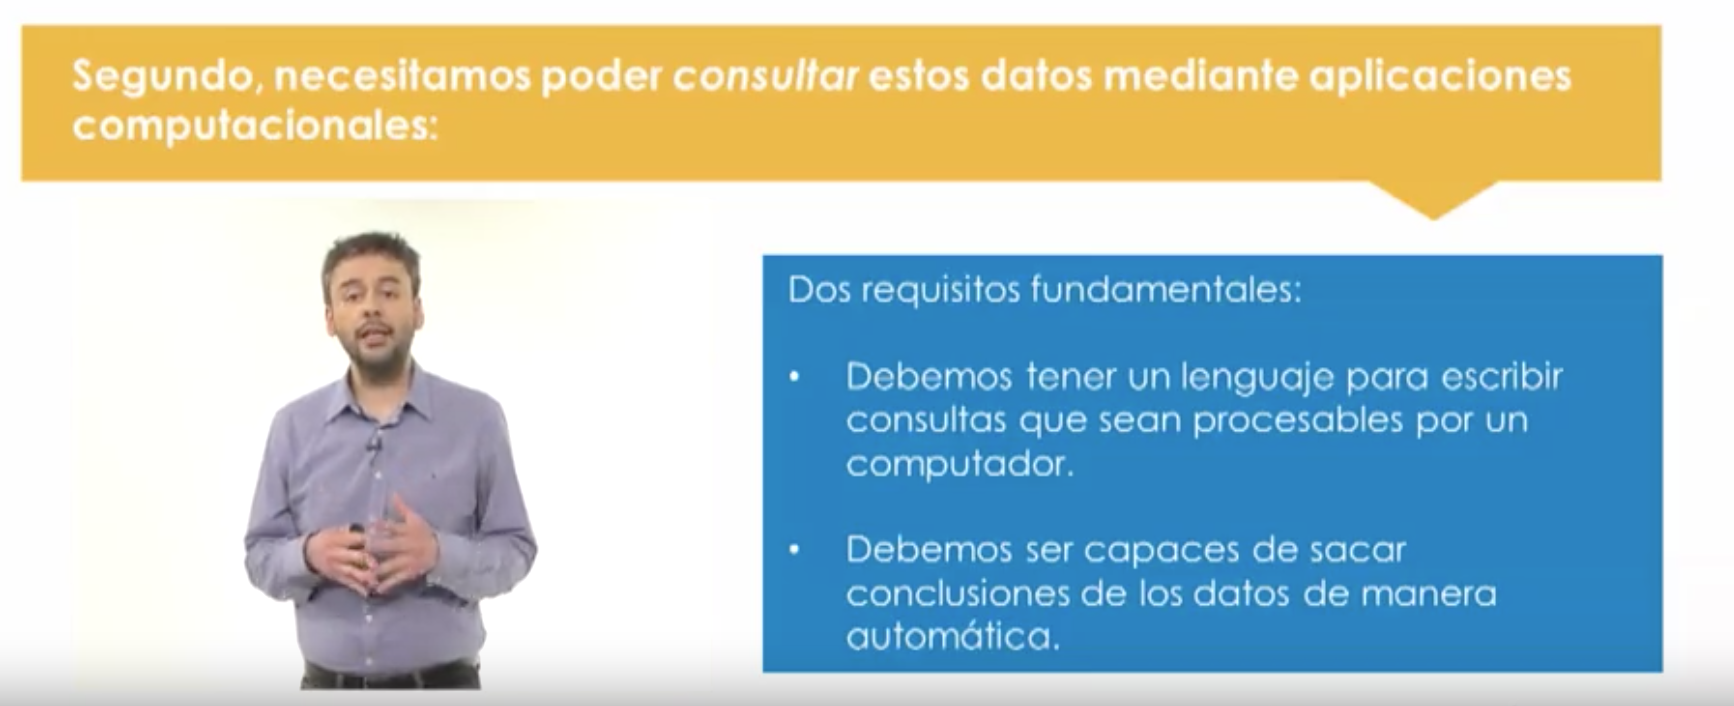 Segundo, necesitamos poder consultar estos datos mediante aplicaciones
computacionales:
Dos requisitos fundamentales:
• Debemos tener un lenguaje para escribir
consultas que sean procesables por un
computador.
• Debemos ser capaces de sacar
conclusiones de los datos de manera
automática.